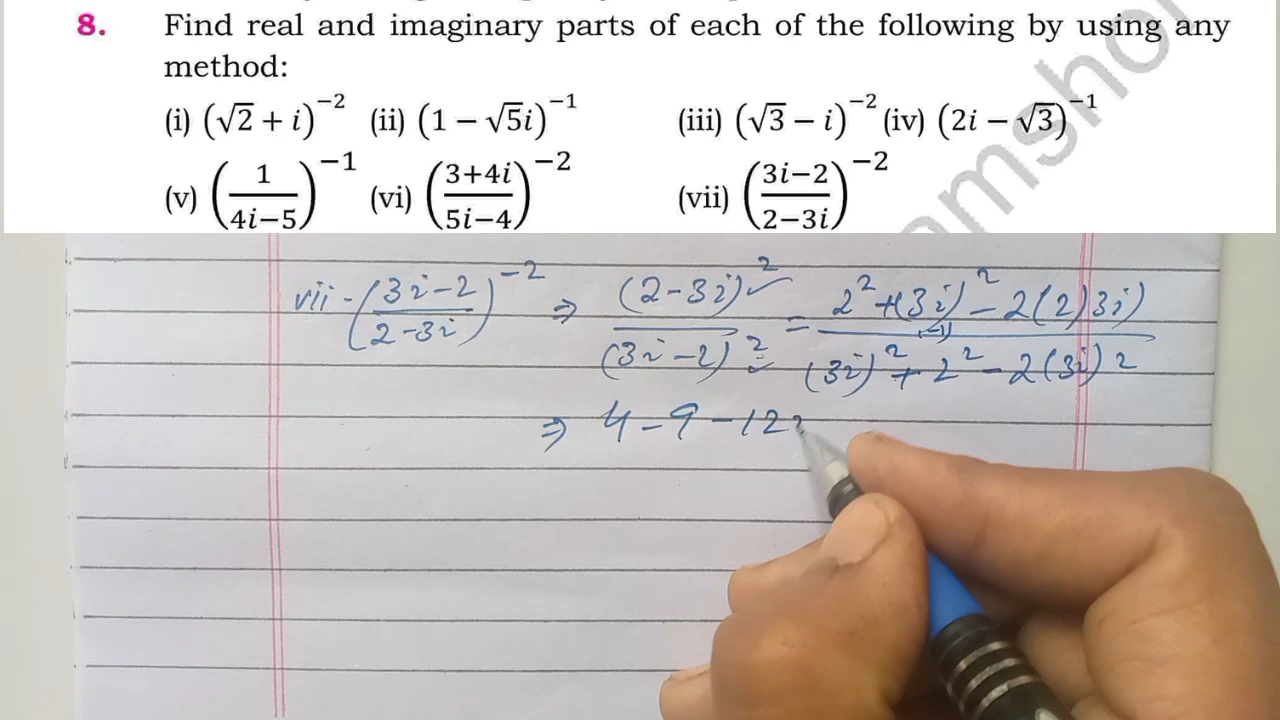 8. Find real and imaginary parts of each of the following by using any
method:
(i) (√2 + i)⁻² (ii) (1 − √5i)⁻¹ (iii) (√3 − i)⁻² (iv) (2i − √3)⁻¹
(v) (1/(4i−5))⁻¹ (vi) ((3+4i)/(5i−4))⁻² (vii) ((3i−2)/(2−3i))⁻²
vii - ((3i−2)/(2−3i))⁻² ⇒ (2−3i)²/(3i−2)² = (2²+(3i)²−2(2)3i)/((3i)²+2²−2(3i)2)
(-1)
⇒ 4−9−12